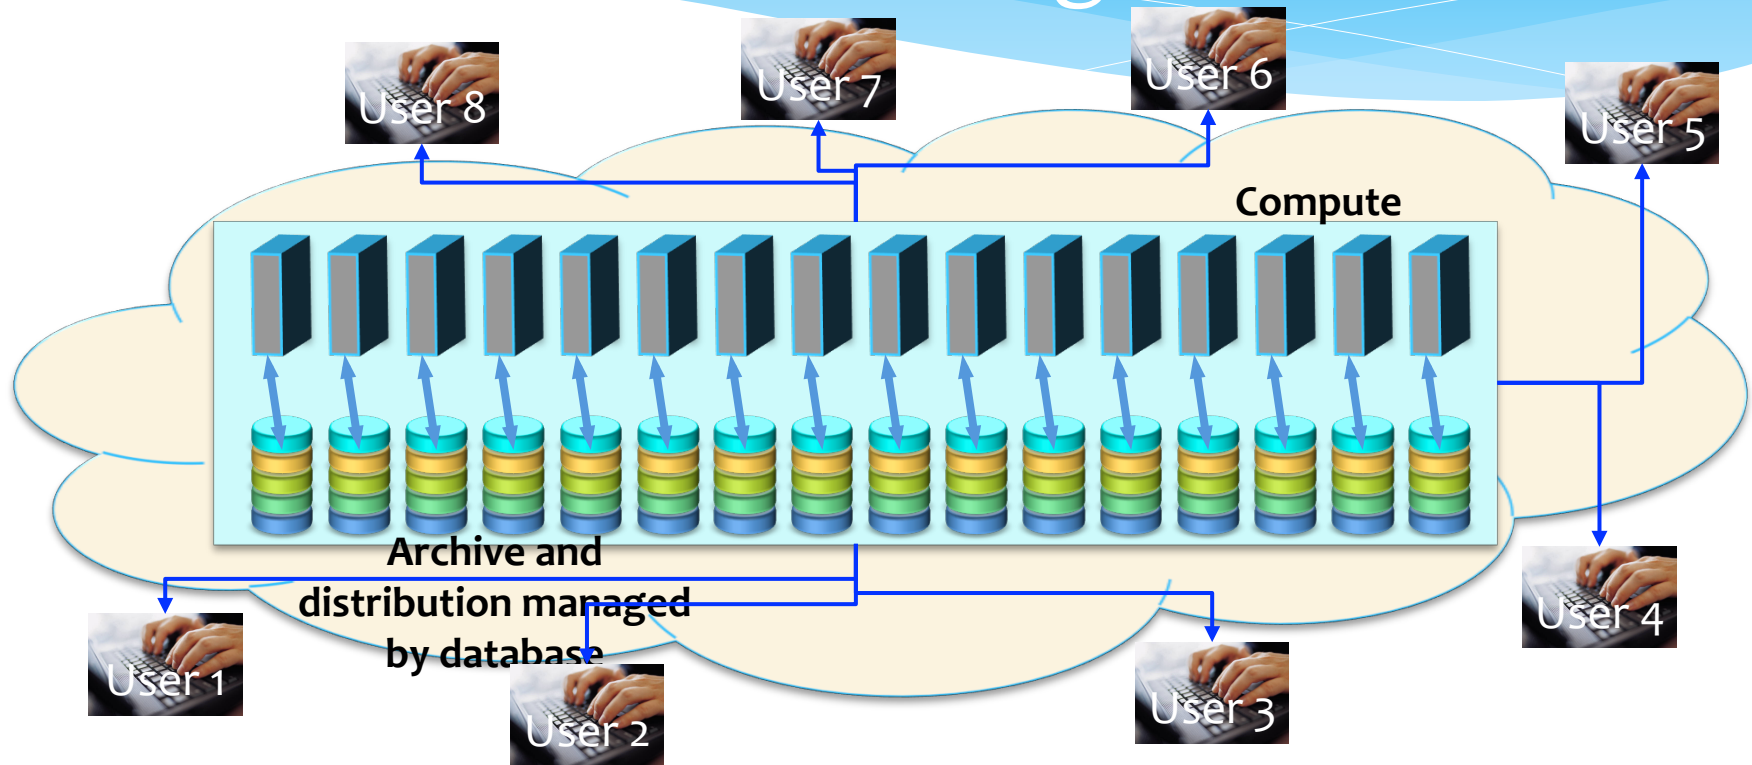 User 8
User 7
User 6
User 5
Compute
Archive and
distribution managed
by database
User 1
User 2
User 3
User 4